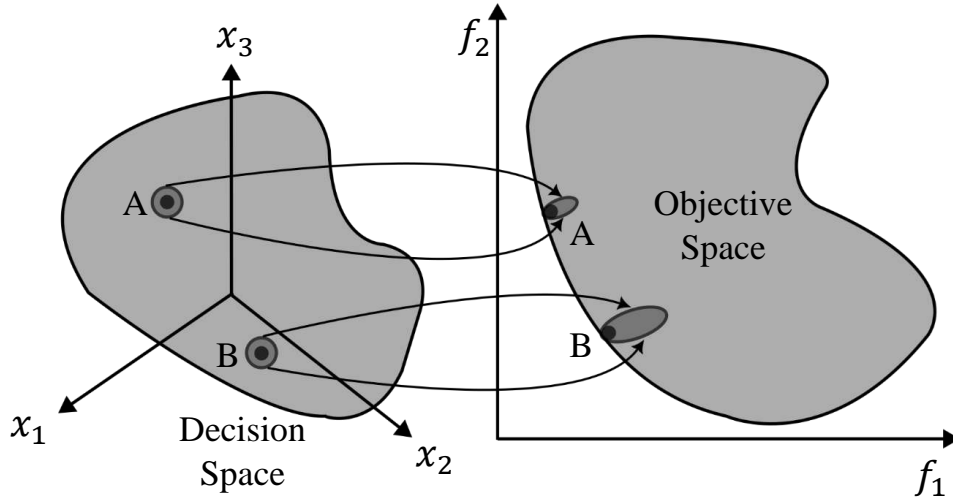 x₃
f₂
A
Objective
Space
A
B
B
x₁
Decision
Space
x₂
f₁